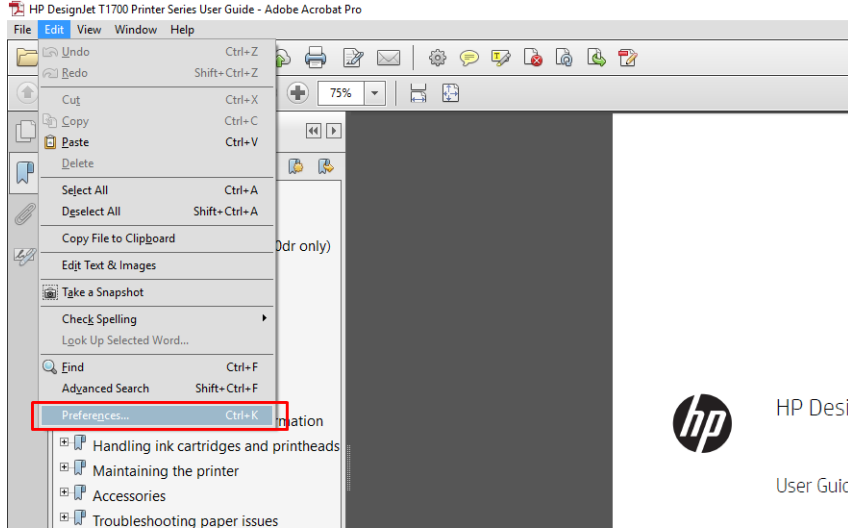 HP DesignJet T1700 Printer Series User Guide - Adobe Acrobat Pro
File Edit View Window Help
Undo Ctrl+Z
Redo Shift+Ctrl+Z
Cut Ctrl+X
Copy Ctrl+C
Paste Ctrl+V
Delete
Select All Ctrl+A
Deselect All Shift+Ctrl+A
Copy File to Clipboard
Edit Text & Images
Take a Snapshot
Check Spelling
Look Up Selected Word...
Find Ctrl+F
Advanced Search Shift+Ctrl+F
Preferences... Ctrl+K
75%
dr only)
mation
Handling ink cartridges and printheads
Maintaining the printer
Accessories
Troubleshooting paper issues
hp
HP Desi
User Guid